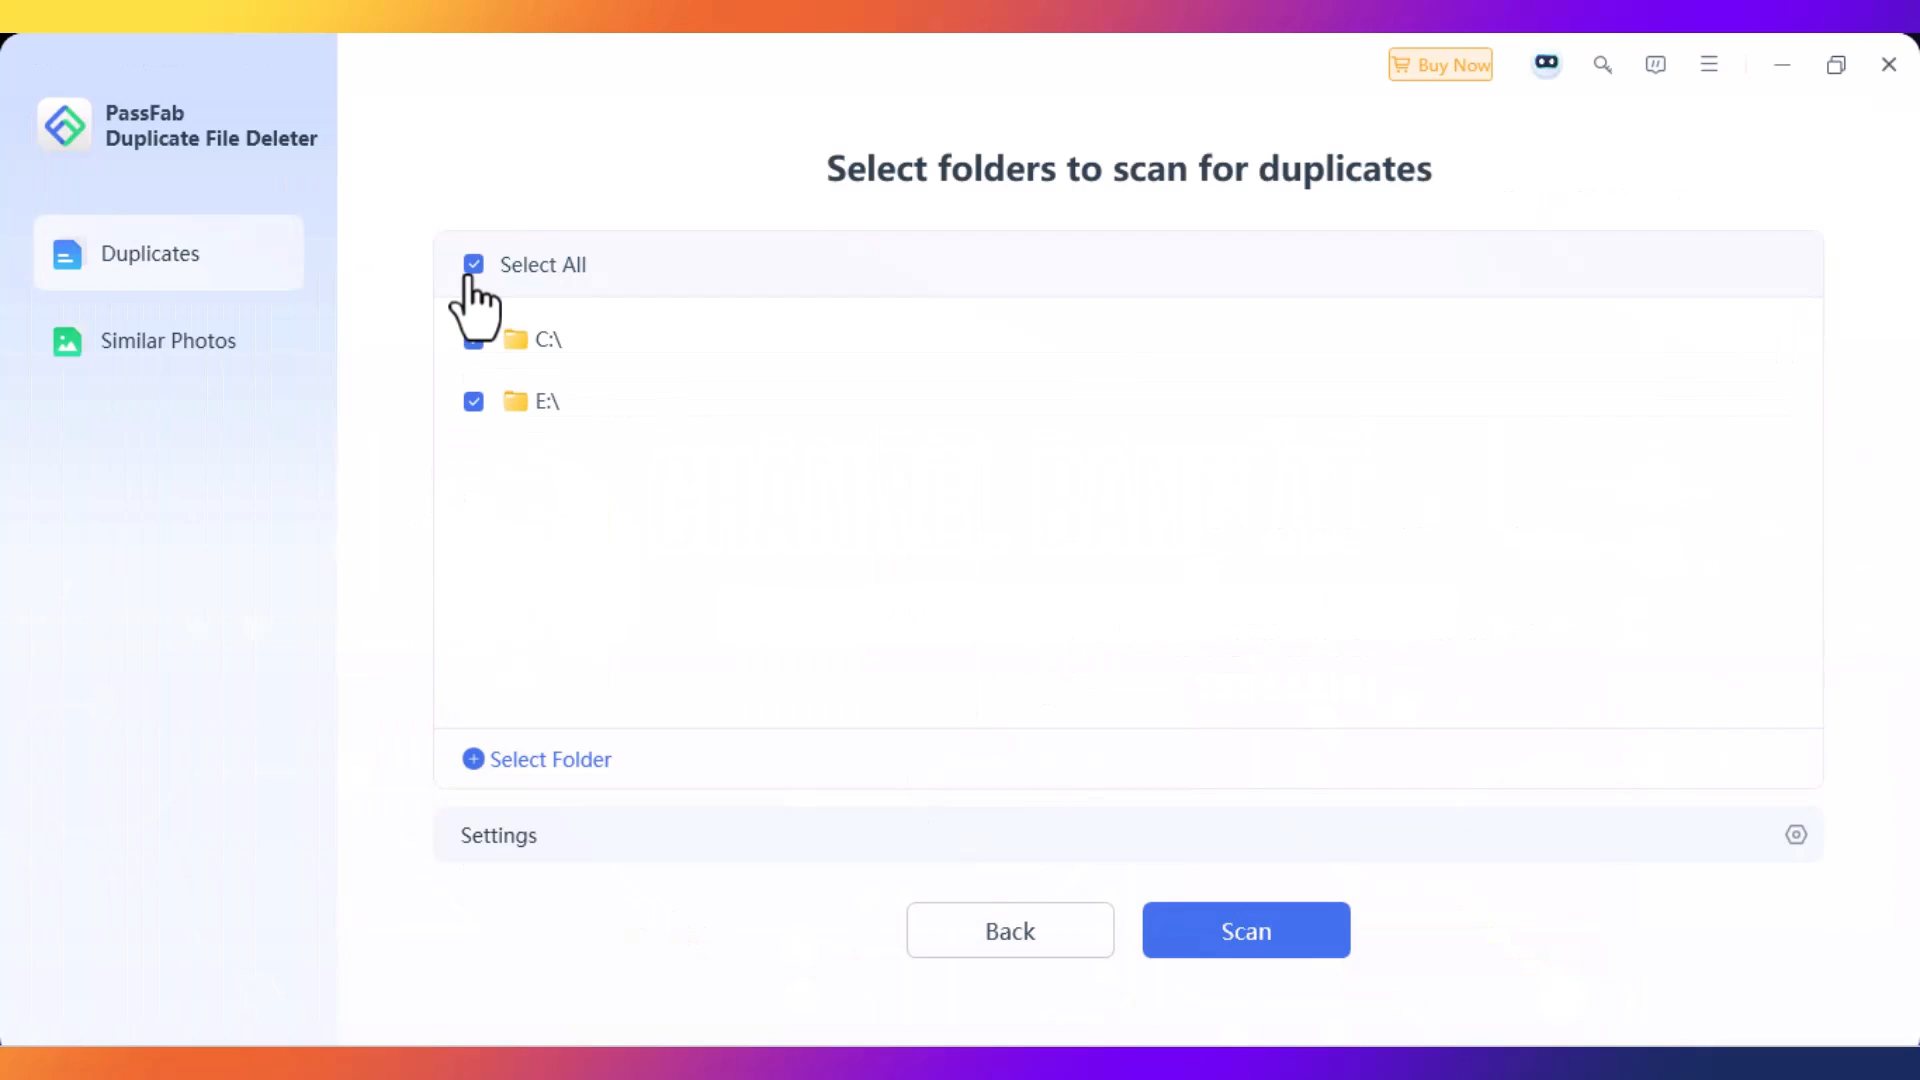 Buy Now
PassFab
Duplicate File Deleter
Select folders to scan for duplicates
Duplicates
Select All
Similar Photos
C:\
E:\
Select Folder
Settings
Back
Scan